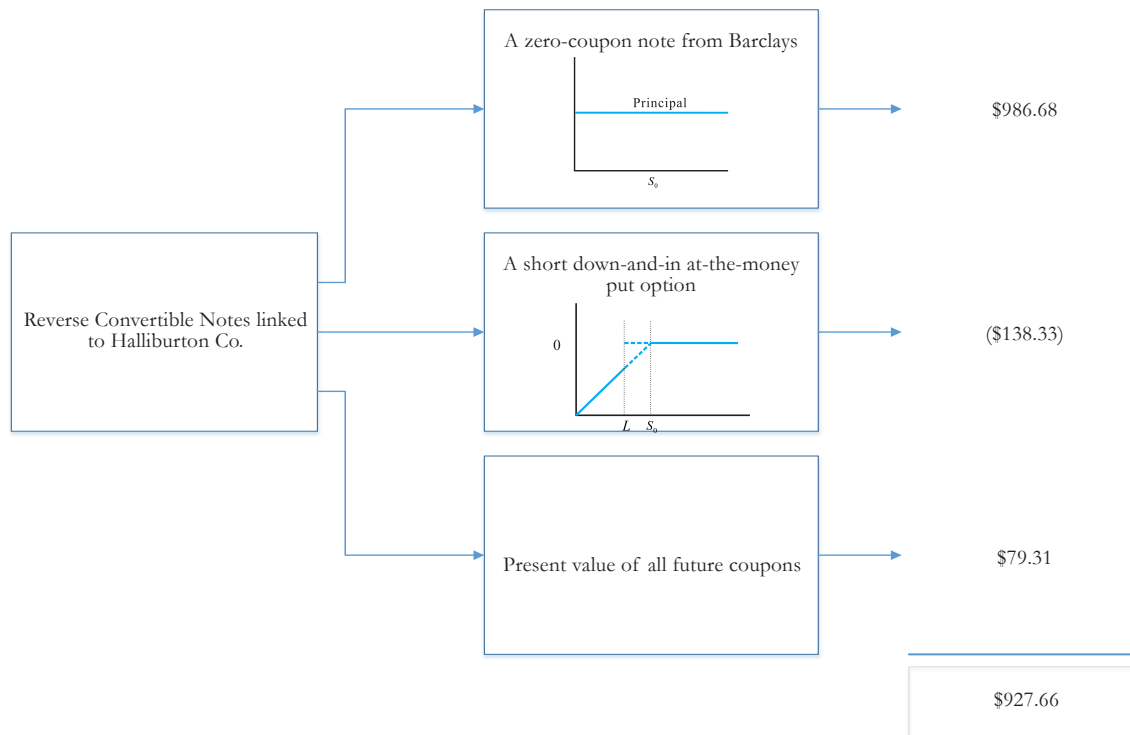 A zero-coupon note from Barclays
Principal
S₀
$986.68
Reverse Convertible Notes linked
to Halliburton Co.
A short down-and-in at-the-money
put option
0
L S₀
($138.33)
Present value of all future coupons
$79.31
$927.66